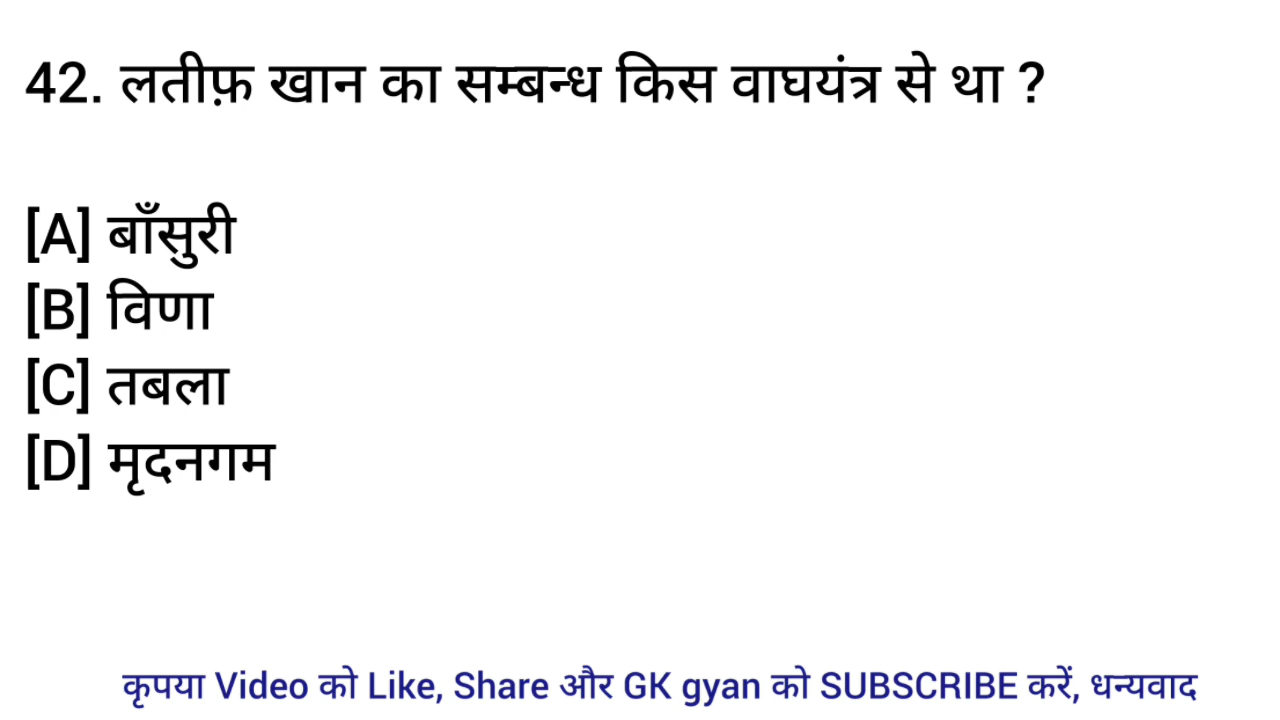 42. लतीफ़ खान का सम्बन्ध किस वाघयंत्र से था ?
[A] बाँसुरी
[B] विणा
[C] तबला
[D] मृदनगम
कृपया Video को Like, Share और GK gyan को SUBSCRIBE करें, धन्यवाद